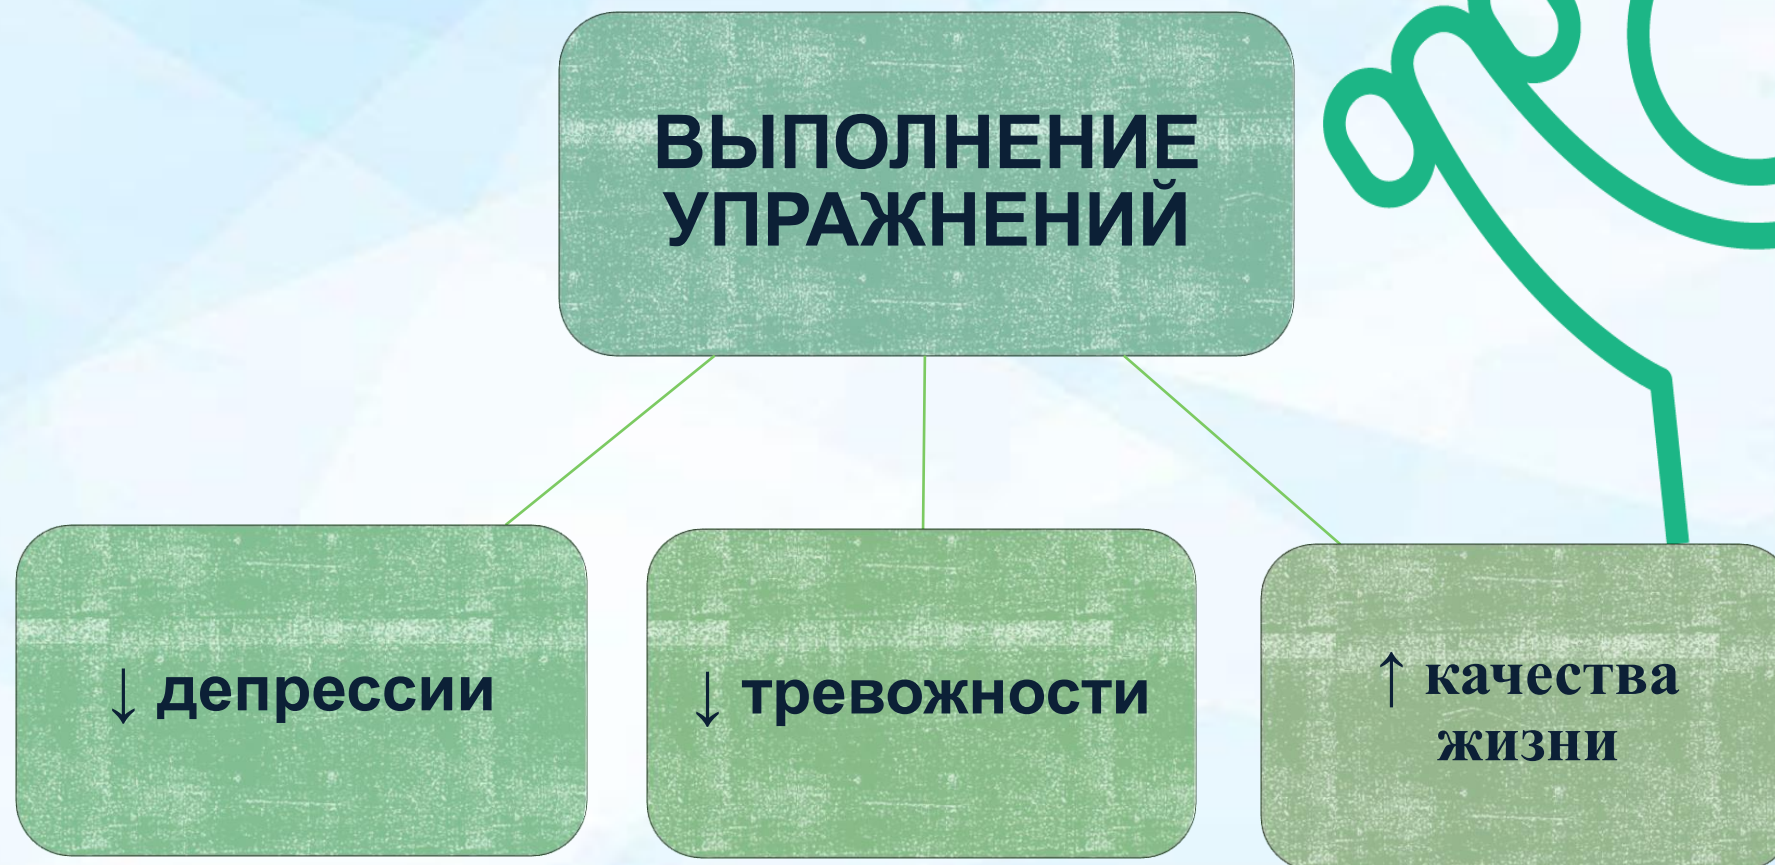 ВЫПОЛНЕНИЕ
УПРАЖНЕНИЙ
↓ депрессии
↓ тревожности
↑ качества
жизни